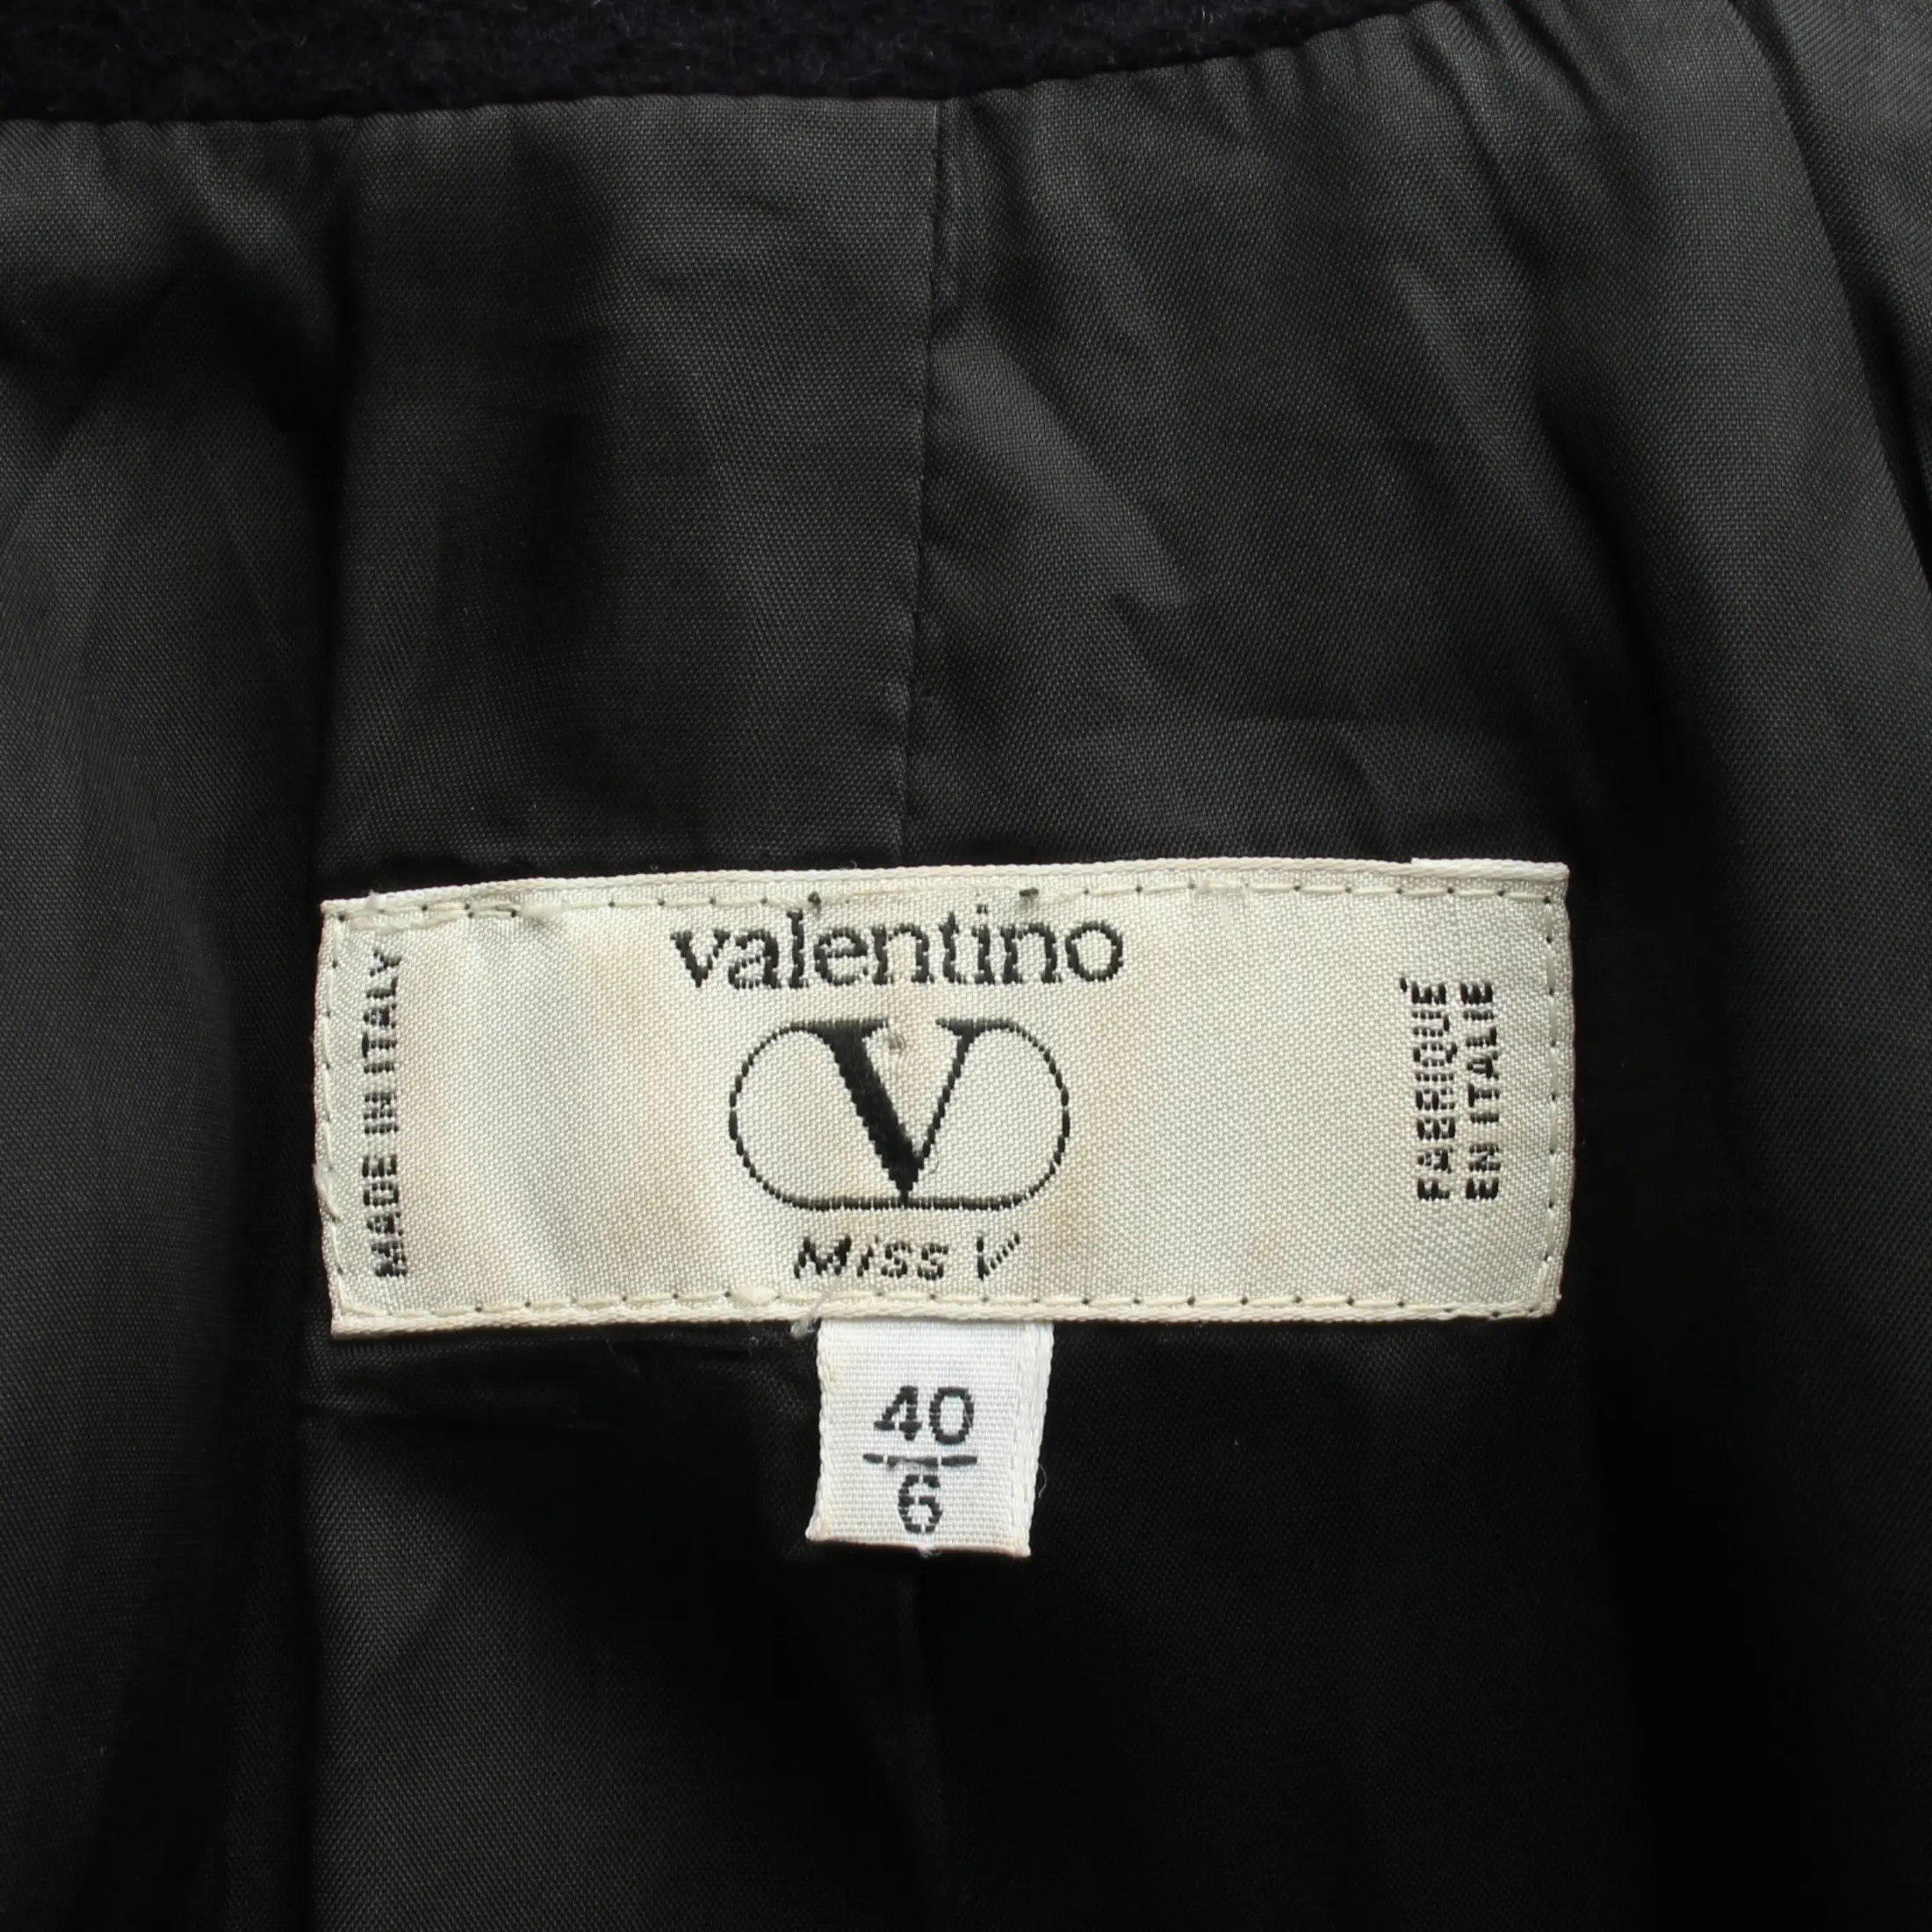 valentino
V
Miss V
MADE IN ITALY
FABRIQUÉ
EN ITALIE
40
6